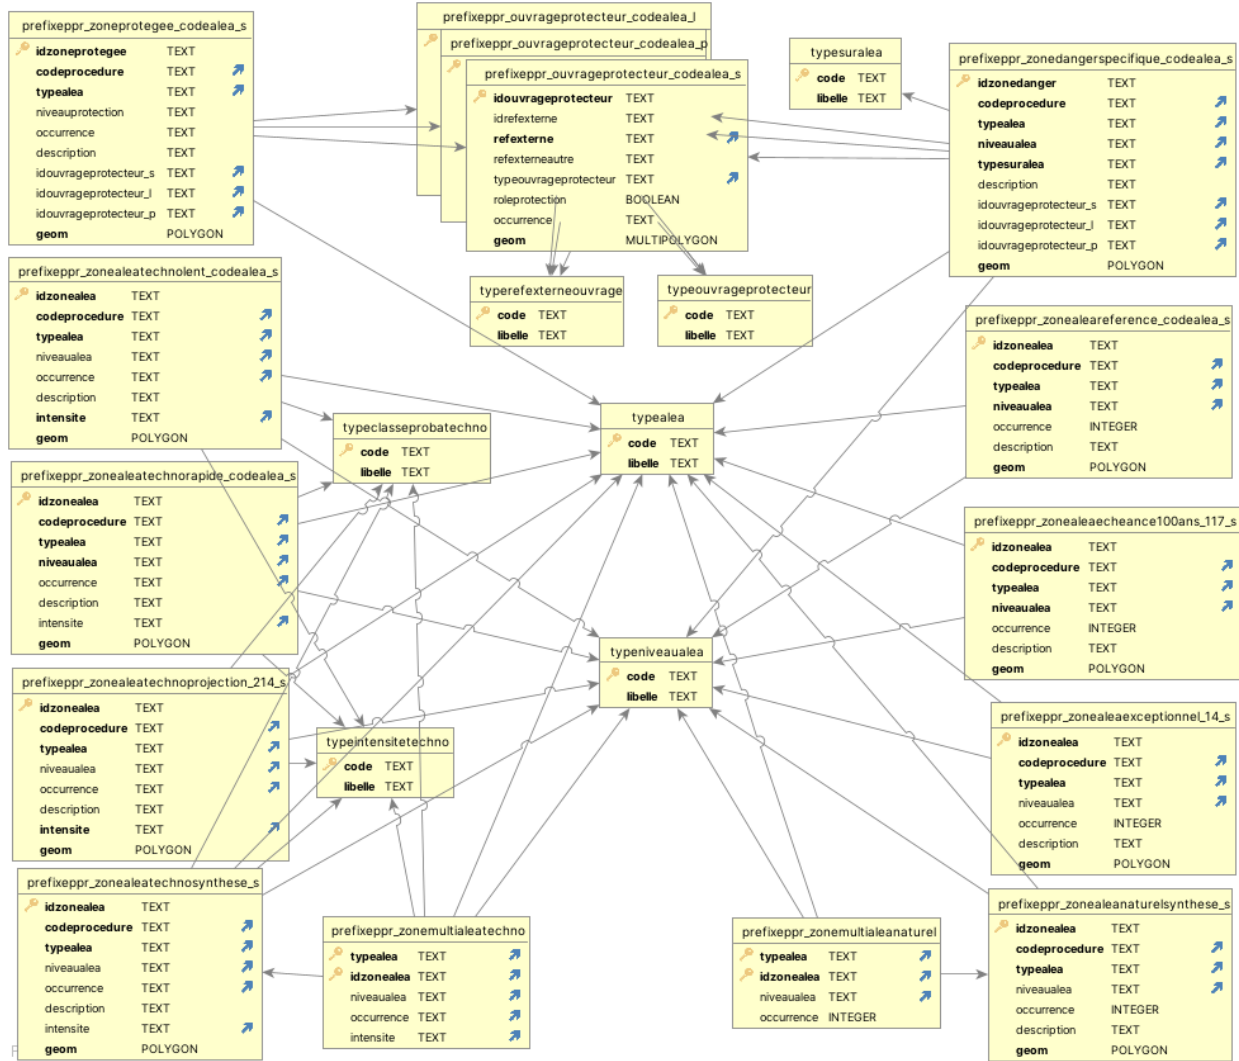 prefixeppr_zoneprotegee_codealea_s
idzoneprotegee TEXT
codeprocedure TEXT
typealea TEXT
niveauprotection TEXT
occurrence TEXT
description TEXT
idouvrageprotecteur_s TEXT
idouvrageprotecteur_l TEXT
idouvrageprotecteur_p TEXT
geom POLYGON
prefixeppr_ouvrageprotecteur_codealea_l
prefixeppr_ouvrageprotecteur_codealea_p
prefixeppr_ouvrageprotecteur_codealea_s
idouvrageprotecteur TEXT
idrefexterne TEXT
refexterne TEXT
refexterneautre TEXT
typeouvrageprotecteur TEXT
roleprotection BOOLEAN
occurrence TEXT
geom MULTIPOLYGON
typesuralea
code TEXT
libelle TEXT
prefixeppr_zonedangerspecifique_codealea_s
idzonedanger TEXT
codeprocedure TEXT
typealea TEXT
niveaualea TEXT
typesuralea TEXT
description TEXT
idouvrageprotecteur_s TEXT
idouvrageprotecteur_l TEXT
idouvrageprotecteur_p TEXT
geom POLYGON
prefixeppr_zonealeatechnolent_codealea_s
idzonealea TEXT
codeprocedure TEXT
typealea TEXT
niveaualea TEXT
occurrence TEXT
description TEXT
intensite TEXT
geom POLYGON
typerefexterneouvrage
code TEXT
libelle TEXT
typeouvrageprotecteur
code TEXT
libelle TEXT
prefixeppr_zonealeareference_codealea_s
idzonealea TEXT
codeprocedure TEXT
typealea TEXT
niveaualea TEXT
occurrence INTEGER
description TEXT
geom POLYGON
typeclasseprobatechno
code TEXT
libelle TEXT
typealea
code TEXT
libelle TEXT
prefixeppr_zonealeatechnorapide_codealea_s
idzonealea TEXT
codeprocedure TEXT
typealea TEXT
niveaualea TEXT
occurrence TEXT
description TEXT
intensite TEXT
geom POLYGON
prefixeppr_zonealeaecheance100ans_117_s
idzonealea TEXT
codeprocedure TEXT
typealea TEXT
niveaualea TEXT
occurrence INTEGER
description TEXT
geom POLYGON
typeniveaualea
code TEXT
libelle TEXT
prefixeppr_zonealeatechnoprojection_214_s
idzonealea TEXT
codeprocedure TEXT
typealea TEXT
niveaualea TEXT
occurrence TEXT
description TEXT
intensite TEXT
geom POLYGON
typeintensitetechno
code TEXT
libelle TEXT
prefixeppr_zonealeaexceptionnel_14_s
idzonealea TEXT
codeprocedure TEXT
typealea TEXT
niveaualea TEXT
occurrence INTEGER
description TEXT
geom POLYGON
prefixeppr_zonealeatechnosynthese_s
idzonealea TEXT
codeprocedure TEXT
typealea TEXT
niveaualea TEXT
occurrence TEXT
description TEXT
intensite TEXT
geom POLYGON
prefixeppr_zonemultialeatechno
typealea TEXT
idzonealea TEXT
niveaualea TEXT
occurrence TEXT
intensite TEXT
prefixeppr_zonemultialeanaturel
typealea TEXT
idzonealea TEXT
niveaualea TEXT
occurrence INTEGER
prefixeppr_zonealeanaturelsynthese_s
idzonealea TEXT
codeprocedure TEXT
typealea TEXT
niveaualea TEXT
occurrence INTEGER
description TEXT
geom POLYGON